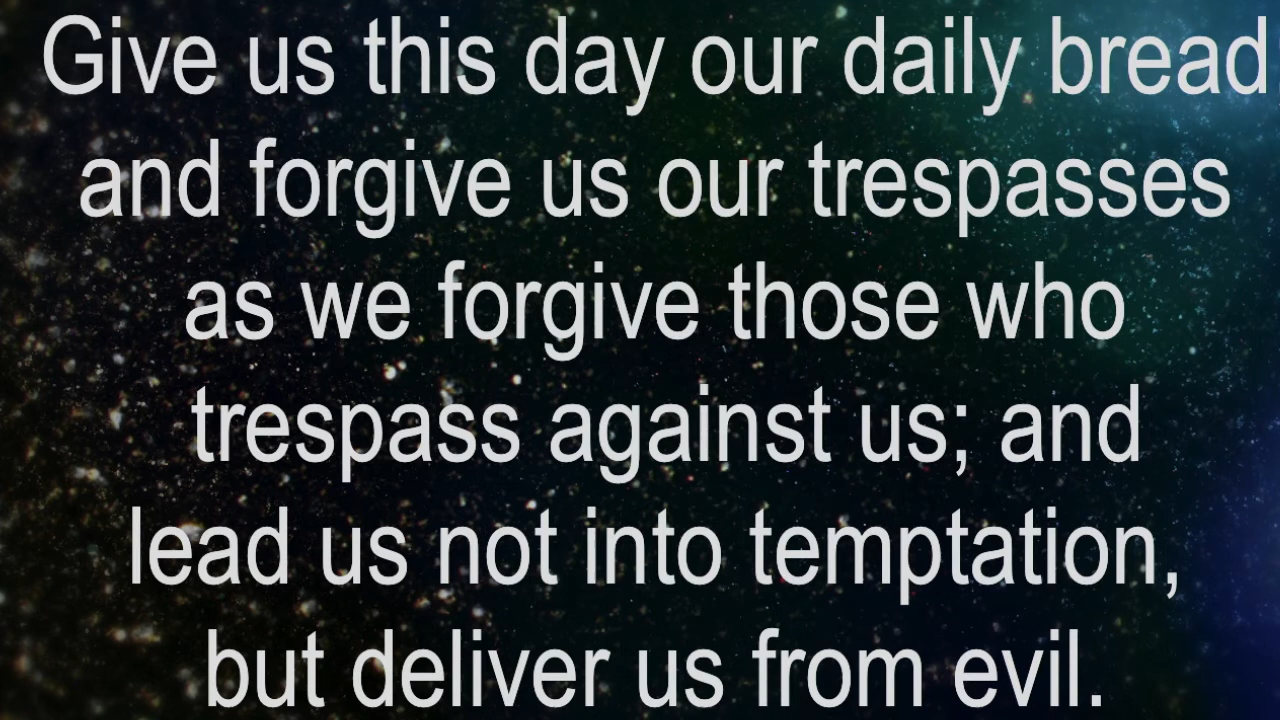 Give us this day our daily bread
and forgive us our trespasses
as we forgive those who
trespass against us; and
lead us not into temptation,
but deliver us from evil.